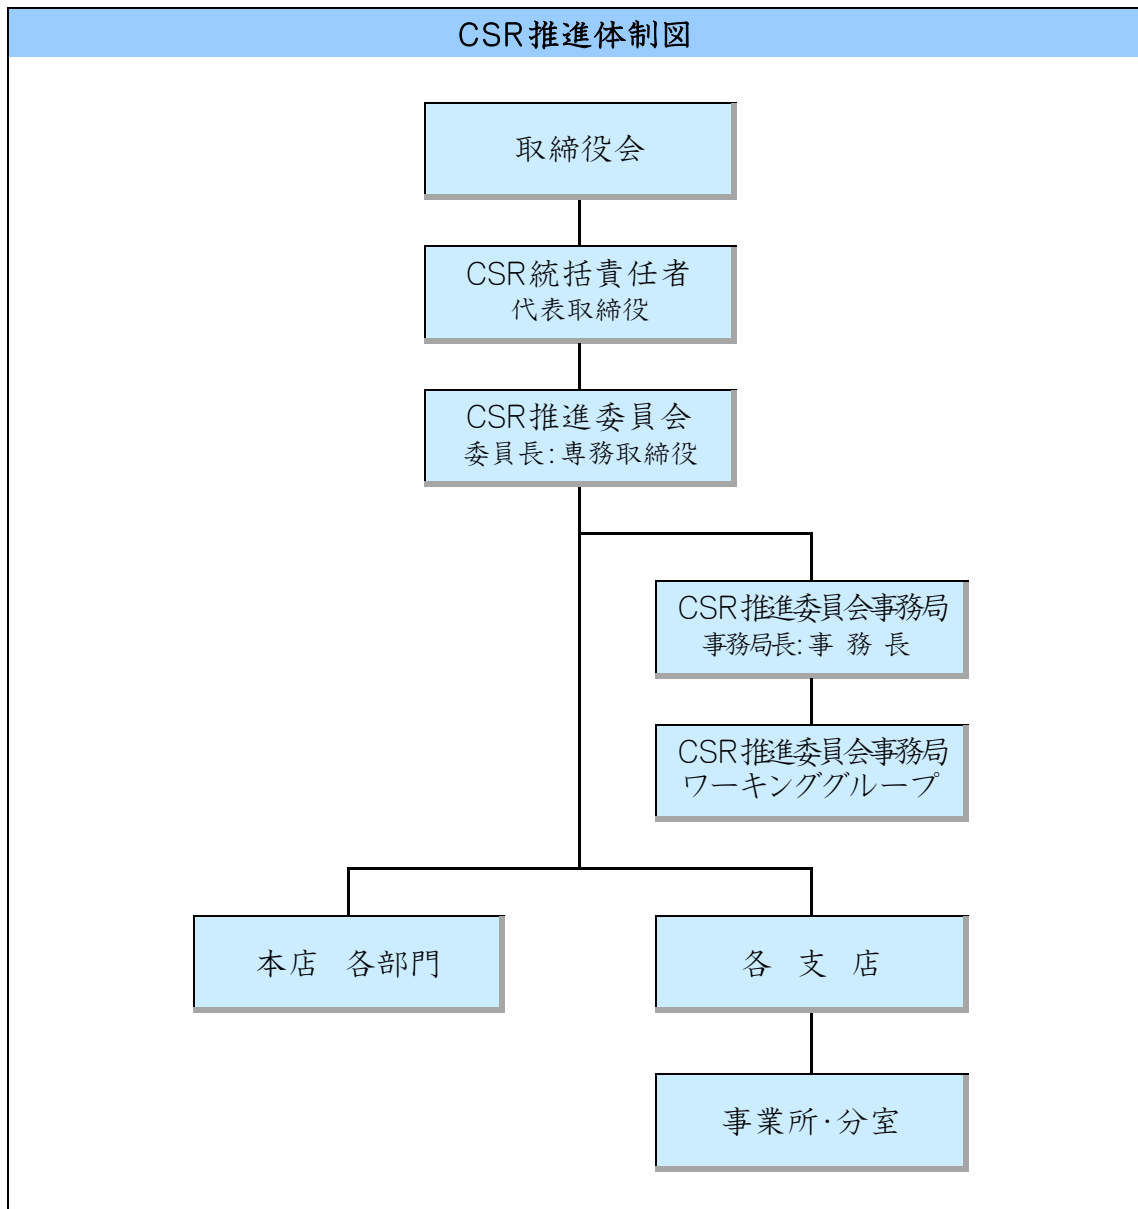 CSR推進体制図
取締役会
CSR統括責任者
代表取締役
CSR推進委員会
委員長:専務取締役
CSR推進委員会事務局
事務局長:事 務 長
CSR推進委員会事務局
ワーキンググループ
本店 各部門
各 支 店
事業所・分室